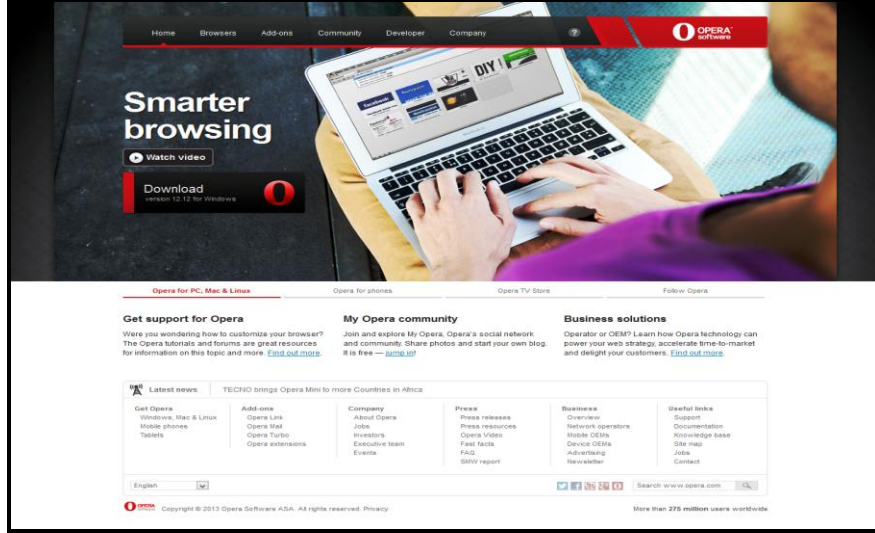 Home Browsers Add-ons Community Developer Company ?
OPERA
software
Smarter
browsing
Watch video
Download
version 12.12 for Windows
facebook
DIY
Opera for PC, Mac & Linux Opera for phones Opera TV Store Follow Opera
Get support for Opera
Were you wondering how to customize your browser?
The Opera tutorials and forums are great resources
for information on this topic and more. Find out more.
My Opera community
Join and explore My Opera, Opera's social network
and community. Share photos and start your own blog.
It is free — jump in!
Business solutions
Operator or OEM? Learn how Opera technology can
power your web strategy, accelerate time-to-market
and delight your customers. Find out more.
Latest news TECNO brings Opera Mini to more Countries in Africa
Get Opera
Windows, Mac & Linux
Mobile phones
Tablets
Add-ons
Opera Link
Opera Mail
Opera Turbo
Opera extensions
Company
About Opera
Jobs
Investors
Executive team
Events
Press
Press releases
Press resources
Opera Video
Fast facts
FAQ
SMW report
Business
Overview
Network operators
Mobile OEMs
Device OEMs
Advertising
Newsletter
Useful links
Support
Documentation
Knowledge base
Site map
Jobs
Contact
English
Search www.opera.com
OPERA
software
Copyright © 2013 Opera Software ASA. All rights reserved. Privacy
More than 275 million users worldwide